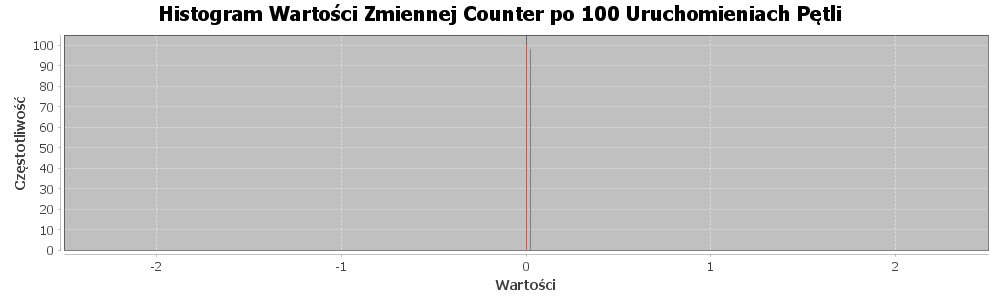 Histogram Wartości Zmiennej Counter po 100 Uruchomieniach Pętli
100
90
80
70
60
50
40
30
20
10
0
Częstotliwość
-2 -1 0 1 2
Wartości